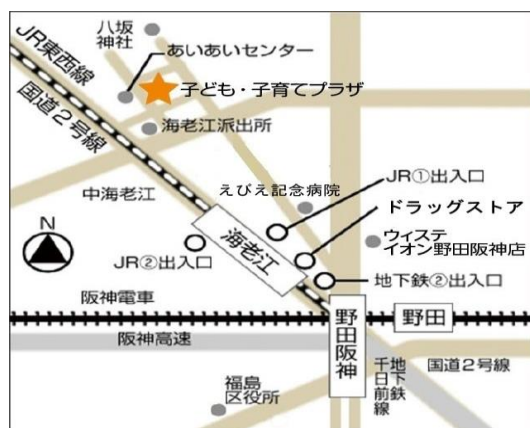 八坂
神社
あいあいセンター
JR東西線
国道2号線
子ども・子育てプラザ
海老江派出所
中海老江
えびえ記念病院
JR①出入口
ドラッグストア
ウィステ
イオン野田阪神店
N
海老江
JR②出入口
地下鉄②出入口
阪神電車
野田阪神
野田
阪神高速
福島
区役所
地下鉄
千日前線
国道2号線